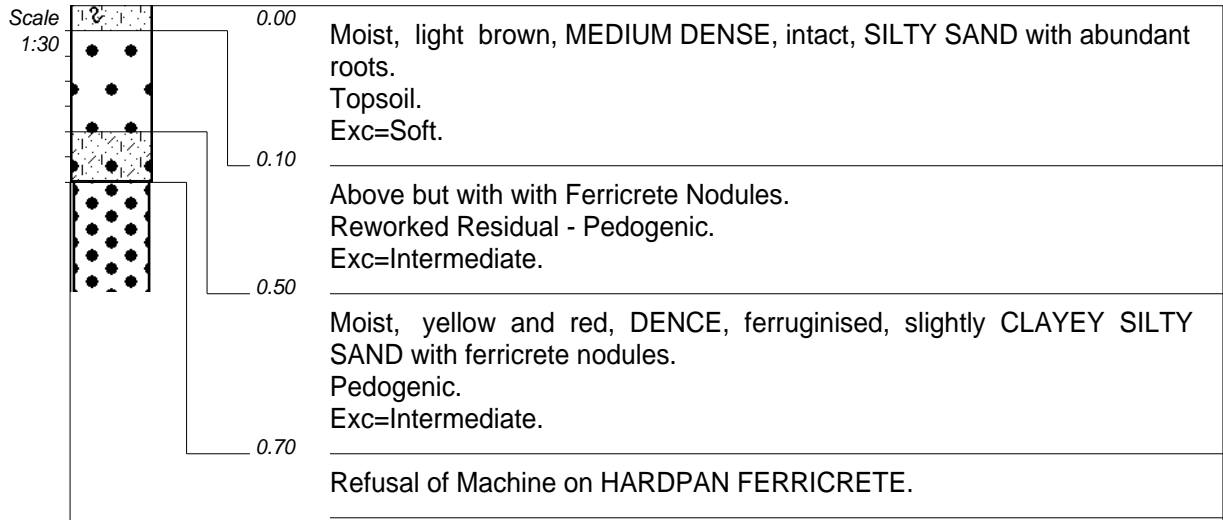 Scale
1:30
0.00
Moist, light brown, MEDIUM DENSE, intact, SILTY SAND with abundant
roots.
Topsoil.
Exc=Soft.
0.10
Above but with with Ferricrete Nodules.
Reworked Residual - Pedogenic.
Exc=Intermediate.
0.50
Moist, yellow and red, DENCE, ferruginised, slightly CLAYEY SILTY
SAND with ferricrete nodules.
Pedogenic.
Exc=Intermediate.
0.70
Refusal of Machine on HARDPAN FERRICRETE.